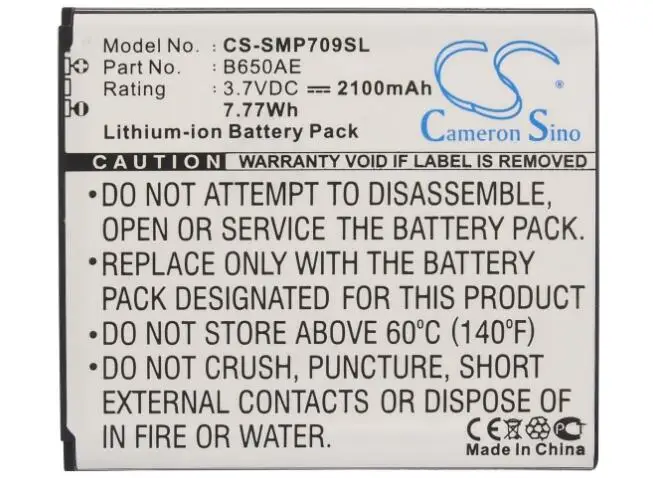 Model No. : CS-SMP709SL
Part No. : B650AE
Rating : 3.7VDC ⎓ 2100mAh
7.77Wh
Lithium-ion Battery Pack
Cameron Sino
CAUTION WARRANTY VOID IF LABEL IS REMOVED
•DO NOT ATTEMPT TO DISASSEMBLE,
OPEN OR SERVICE THE BATTERY PACK.
•REPLACE ONLY WITH THE BATTERY
PACK DESIGNATED FOR THIS PRODUCT
•DO NOT STORE ABOVE 60°C (140°F)
•DO NOT CRUSH, PUNCTURE, SHORT
EXTERNAL CONTACTS OR DISPOSE OF
IN FIRE OR WATER.
Made In China